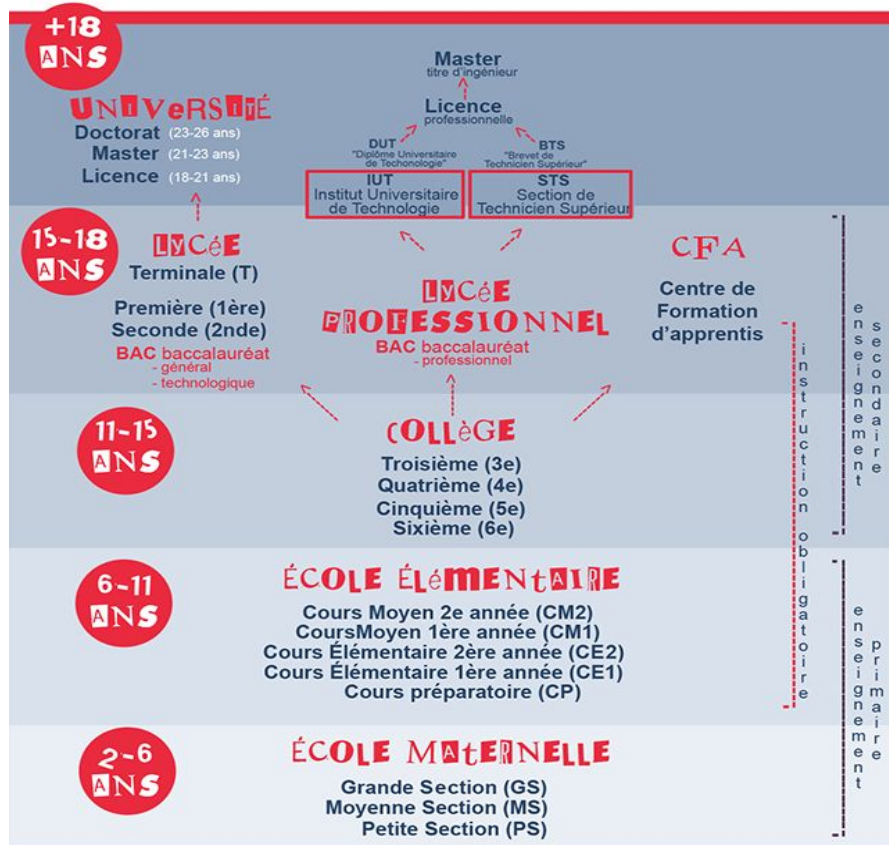 +18
ANS
UNIVERSITÉ
Doctorat (23-26 ans)
Master (21-23 ans)
Licence (18-21 ans)
Master
titre d'ingénieur
Licence
professionnelle
DUT
"Diplôme Universitaire
de Techonologie"
BTS
"Brevet de
Technicien Supérieur"
IUT
Institut Universitaire
de Technologie
STS
Section de
Technicien Supérieur
15-18
ANS
LYCÉE
Terminale (T)
Première (1ère)
Seconde (2nde)
BAC baccalauréat
- général
- technologique
LYCÉE
PROFESSIONNEL
BAC baccalauréat
- professionnel
CFA
Centre de
Formation
d'apprentis
11-15
ANS
COLLÈGE
Troisième (3e)
Quatrième (4e)
Cinquième (5e)
Sixième (6e)
6-11
ANS
ÉCOLE ÉLÉMENTAIRE
Cours Moyen 2e année (CM2)
CoursMoyen 1ère année (CM1)
Cours Élémentaire 2ère année (CE2)
Cours Élémentaire 1ère année (CE1)
Cours préparatoire (CP)
2-6
ANS
ÉCOLE MATERNELLE
Grande Section (GS)
Moyenne Section (MS)
Petite Section (PS)
instruction obligatoire
enseignement
secondaire
enseignement
primaire